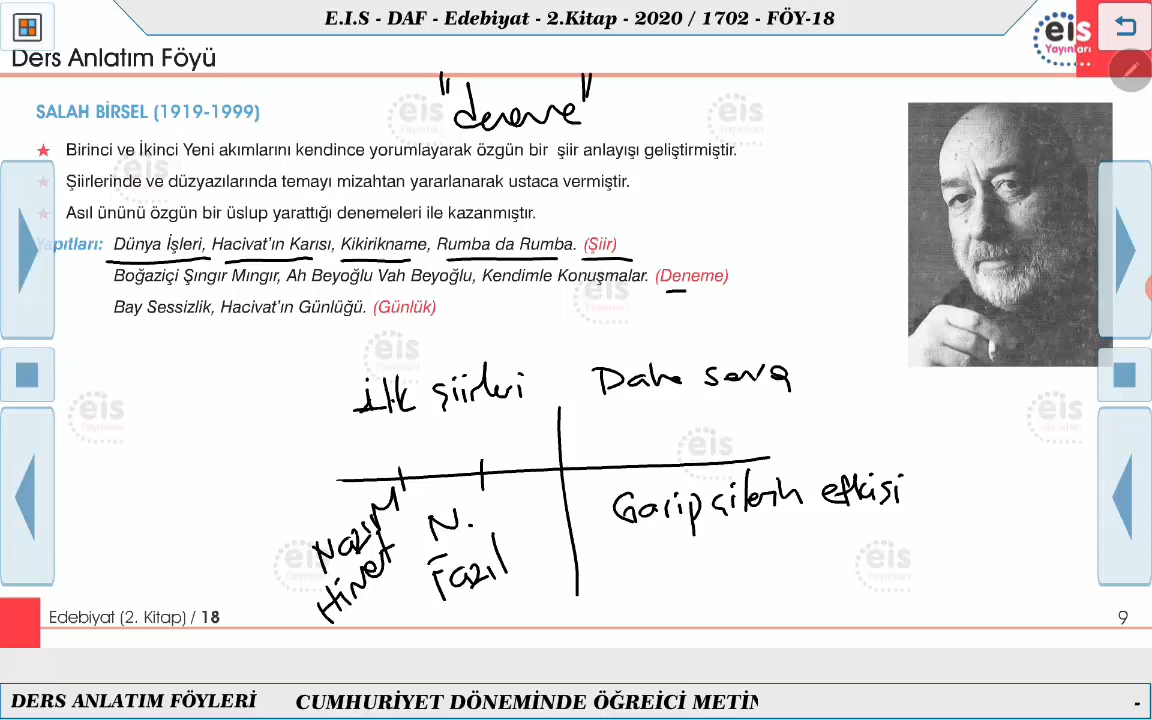 E.I.S - DAF - Edebiyat - 2.Kitap - 2020 / 1702 - FÖY-18
eis
Yayınları
Ders Anlatım Föyü
"deneme"
SALAH BİRSEL (1919-1999)
Birinci ve İkinci Yeni akımlarını kendince yorumlayarak özgün bir şiir anlayışı geliştirmiştir.
Şiirlerinde ve düzyazılarında temayı mizahtan yararlanarak ustaca vermiştir.
Asıl ününü özgün bir üslup yarattığı denemeleri ile kazanmıştır.
Yapıtları: Dünya İşleri, Hacivat'ın Karısı, Kikirikname, Rumba da Rumba. (Şiir)
Boğaziçi Şıngır Mıngır, Ah Beyoğlu Vah Beyoğlu, Kendimle Konuşmalar. (Deneme)
Bay Sessizlik, Hacivat'ın Günlüğü. (Günlük)
İlk şiirleri
Daha sonra
Nazım
Hikmet
N.
Fazıl
Garipçilerin etkisi
Edebiyat (2. Kitap) / 18
9
DERS ANLATIM FÖYLERİ
CUMHURİYET DÖNEMİNDE ÖĞREİCİ METİN
-